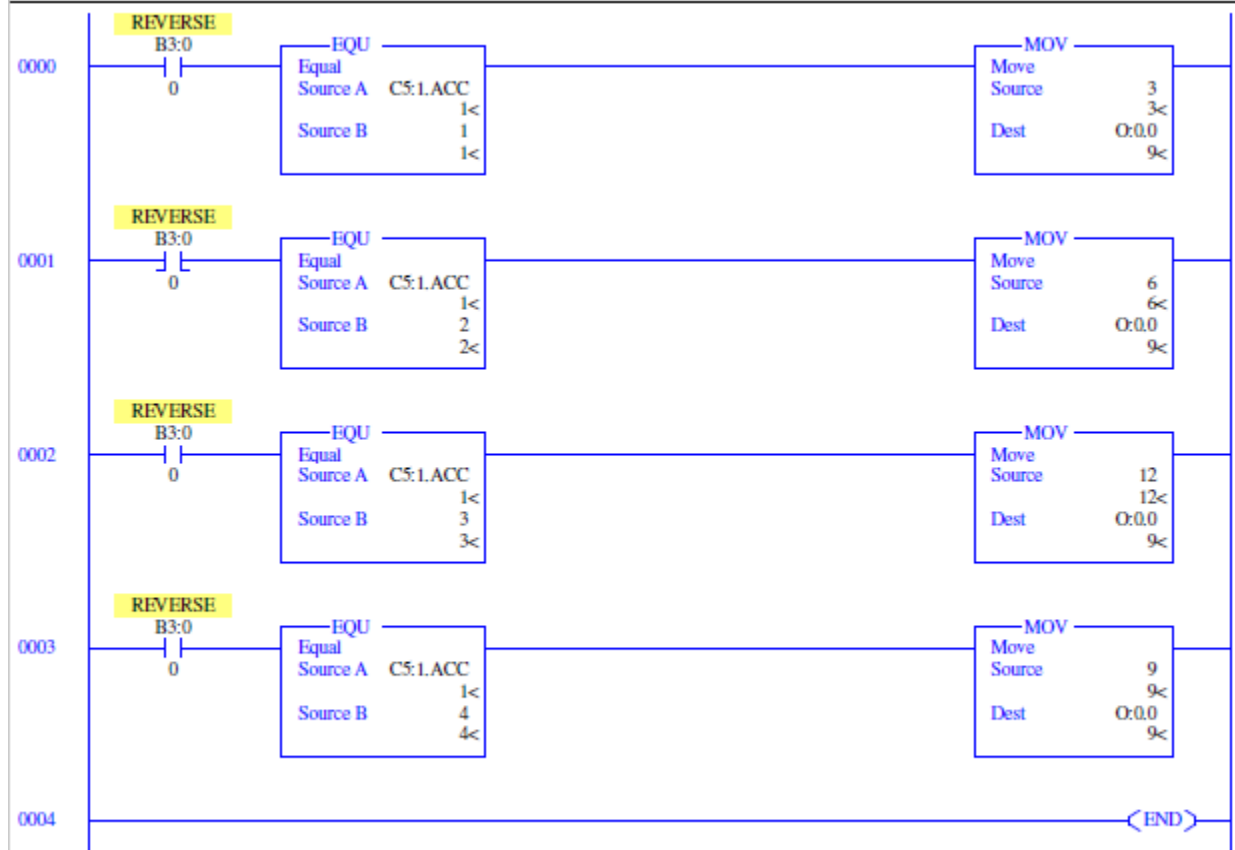 REVERSE
B3:0
EQU
MOV
0000
Equal
Move
0
Source A C5:1.ACC
Source 3
1<
3<
Source B 1
Dest O:0.0
1<
9<
REVERSE
B3:0
EQU
MOV
0001
Equal
Move
0
Source A C5:1.ACC
Source 6
1<
6<
Source B 2
Dest O:0.0
2<
9<
REVERSE
B3:0
EQU
MOV
0002
Equal
Move
0
Source A C5:1.ACC
Source 12
1<
12<
Source B 3
Dest O:0.0
3<
9<
REVERSE
B3:0
EQU
MOV
0003
Equal
Move
0
Source A C5:1.ACC
Source 9
1<
9<
Source B 4
Dest O:0.0
4<
9<
0004
END